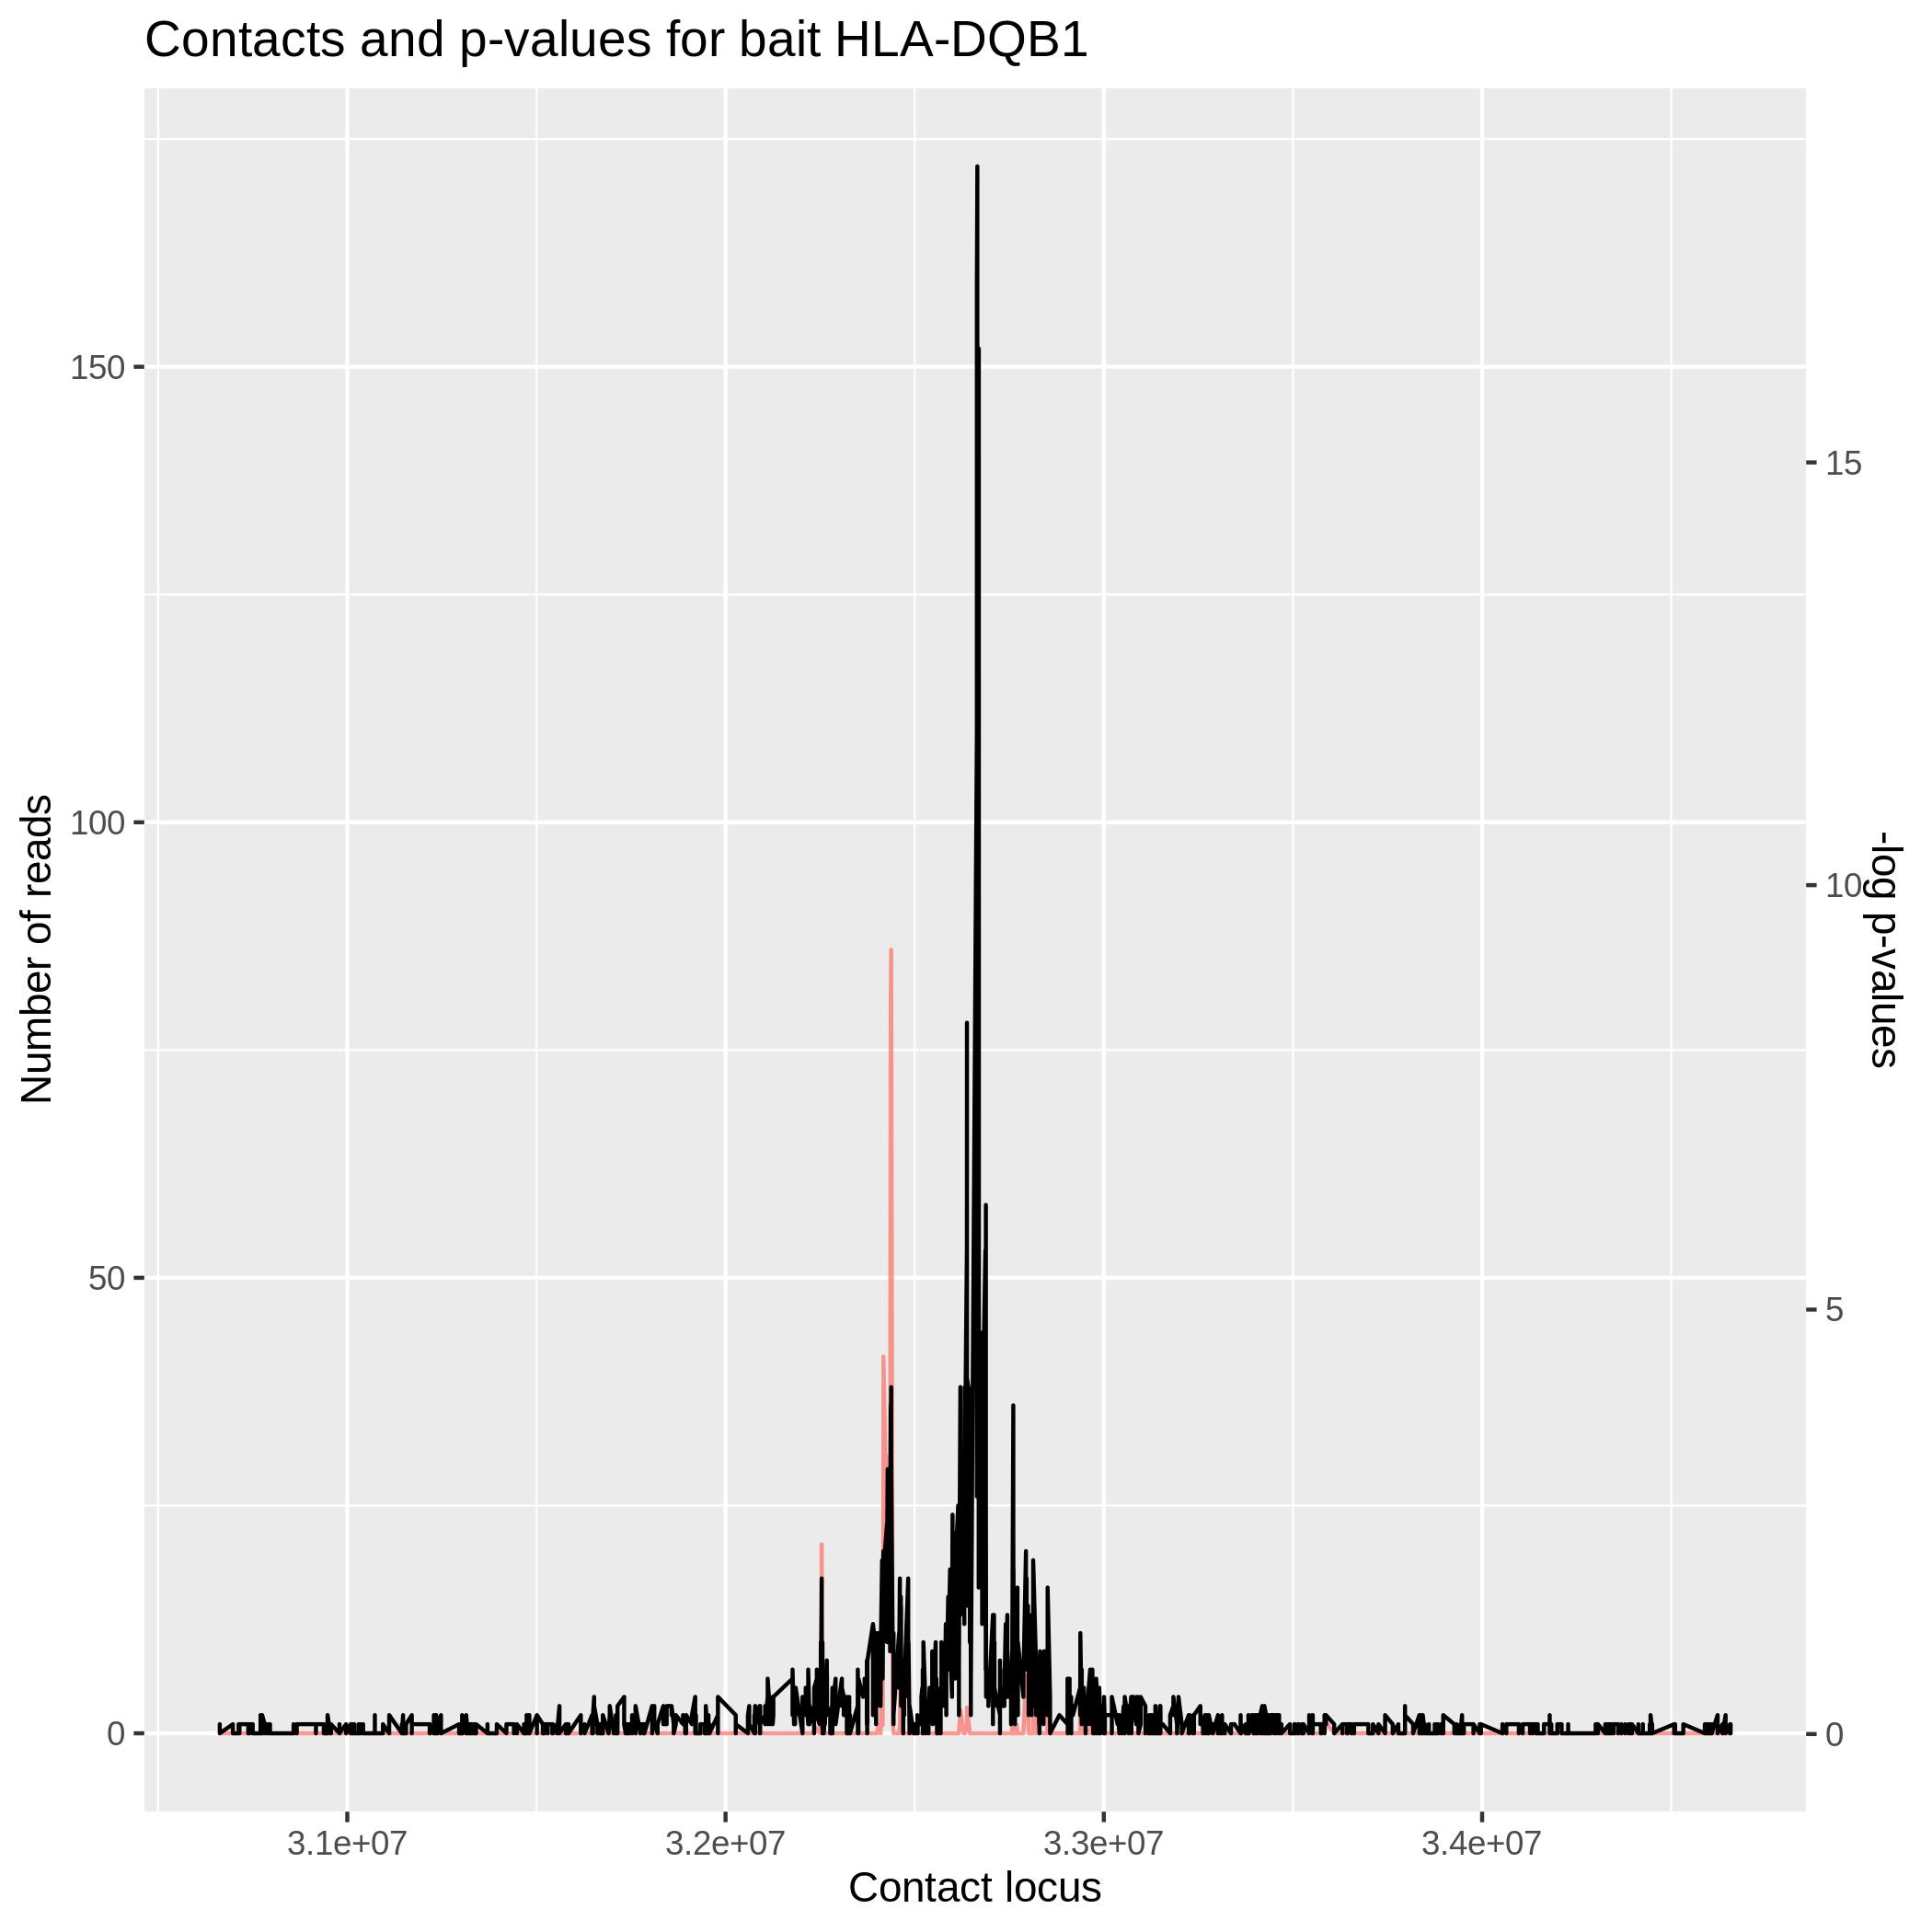 Contacts and p-values for bait HLA-DQB1
Number of reads
150
100
50
0
15
10
5
0
-log p-values
3.1e+07
3.2e+07
3.3e+07
3.4e+07
Contact locus